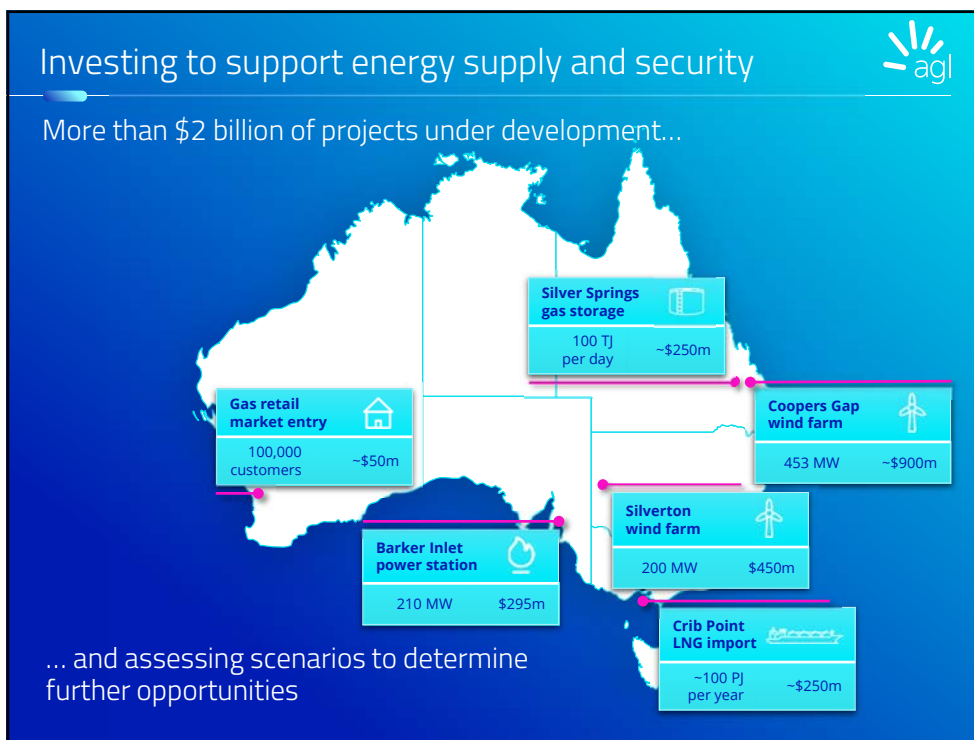 Investing to support energy supply and security
agl
More than $2 billion of projects under development...
Silver Springs
gas storage
100 TJ
per day
~$250m
Gas retail
market entry
100,000
customers
~$50m
Coopers Gap
wind farm
453 MW
~$900m
Silverton
wind farm
200 MW
$450m
Barker Inlet
power station
210 MW
$295m
Crib Point
LNG import
~100 PJ
per year
~$250m
... and assessing scenarios to determine
further opportunities